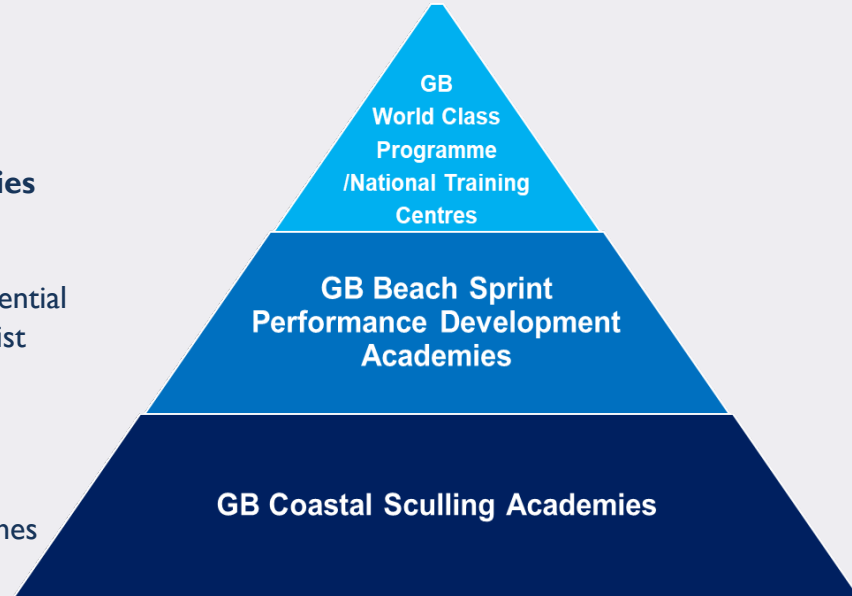 GB
World Class
Programme
/National Training
Centres
ies
ential
ist
nes
GB Beach Sprint
Performance Development
Academies
GB Coastal Sculling Academies